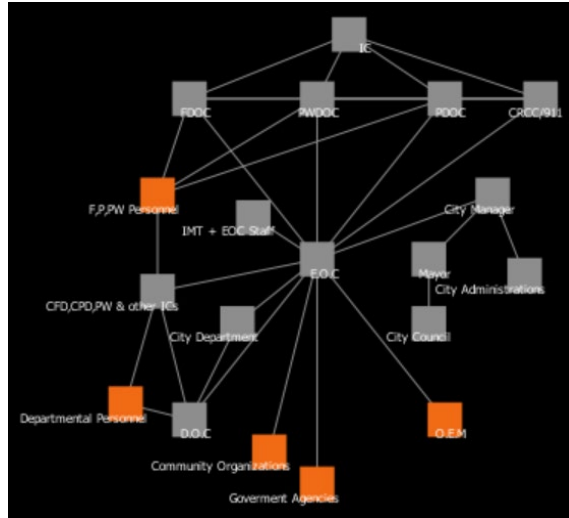 IC
FDOC
PWDOC
PDOC
CRCC/911
F,P,PW Personnel
IMT + EOC Staff
City Manager
E.O.C
Mayor
City Administrations
CFD,CPD,PW & other ICs
City Department
City Council
Departmental Personnel
D.O.C
O.E.M
Community Organizations
Goverment Agencies